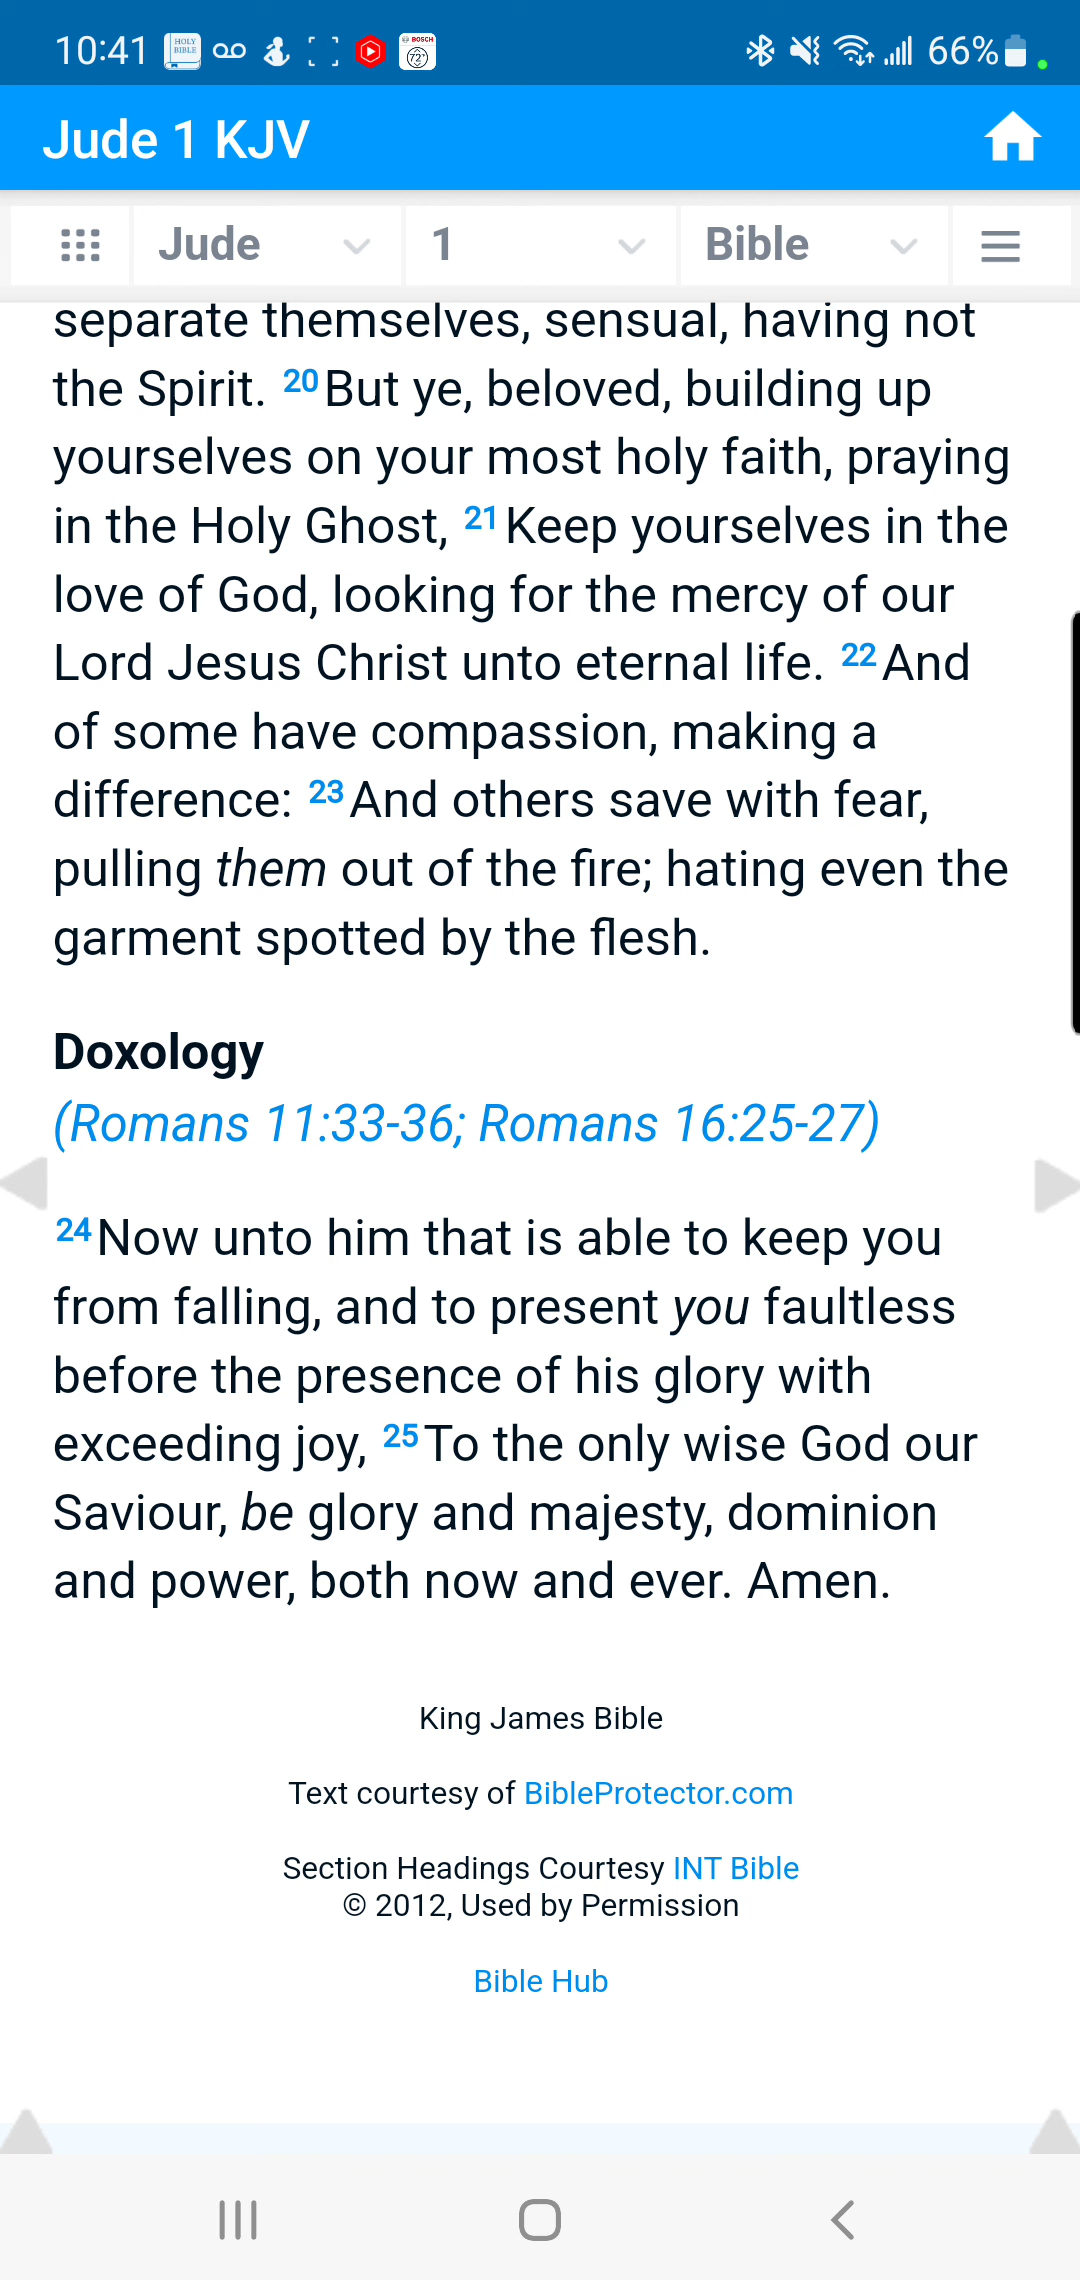 10:41 HOLY BIBLE BOSCH 72° 66%
Jude 1 KJV
Jude 1 Bible
separate themselves, sensual, having not
the Spirit. 20 But ye, beloved, building up
yourselves on your most holy faith, praying
in the Holy Ghost, 21 Keep yourselves in the
love of God, looking for the mercy of our
Lord Jesus Christ unto eternal life. 22 And
of some have compassion, making a
difference: 23 And others save with fear,
pulling them out of the fire; hating even the
garment spotted by the flesh.
Doxology
(Romans 11:33-36; Romans 16:25-27)
24 Now unto him that is able to keep you
from falling, and to present you faultless
before the presence of his glory with
exceeding joy, 25 To the only wise God our
Saviour, be glory and majesty, dominion
and power, both now and ever. Amen.
King James Bible
Text courtesy of BibleProtector.com
Section Headings Courtesy INT Bible
© 2012, Used by Permission
Bible Hub